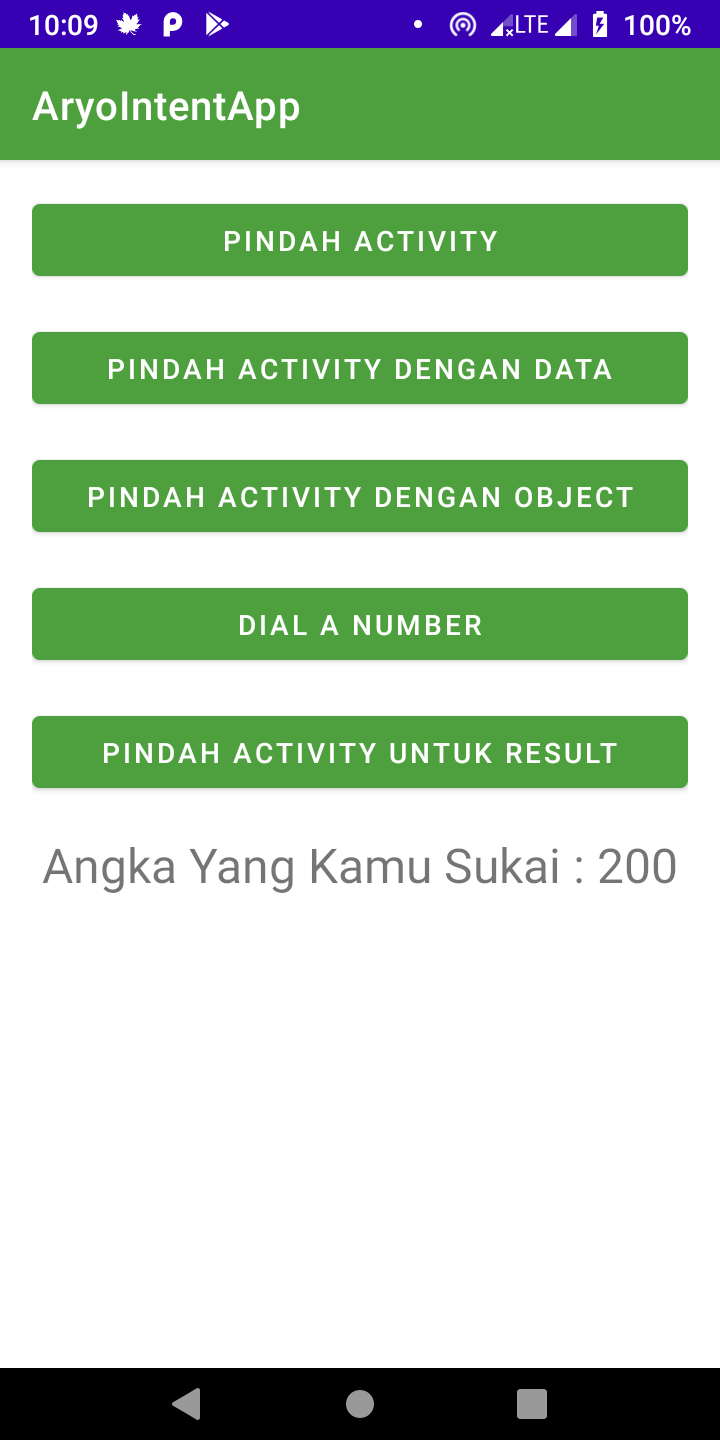 10:09 LTE 100%
AryoIntentApp
PINDAH ACTIVITY
PINDAH ACTIVITY DENGAN DATA
PINDAH ACTIVITY DENGAN OBJECT
DIAL A NUMBER
PINDAH ACTIVITY UNTUK RESULT
Angka Yang Kamu Sukai : 200